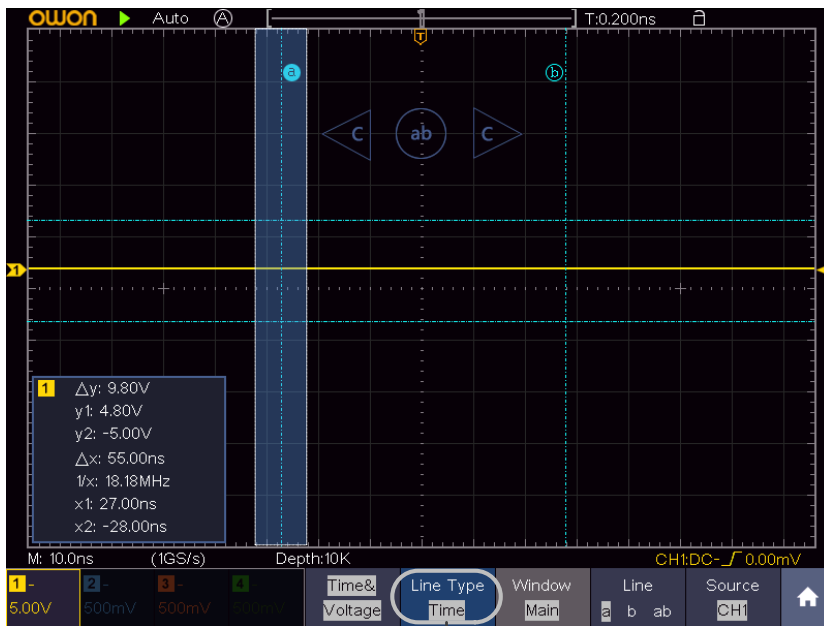 OWON Auto A T:0.200ns
T
a b
C ab C
1
1
△y: 9.80V
y1: 4.80V
y2: -5.00V
△x: 55.00ns
1/x: 18.18MHz
x1: 27.00ns
x2: -28.00ns
M: 10.0ns (1GS/s) Depth:10K CH1:DC- 0.00mV
1 - 2 - 3 - 4 - Time& Line Type Window Line Source
5.00V 500mV 500mV 500mV Voltage Time Main a b ab CH1